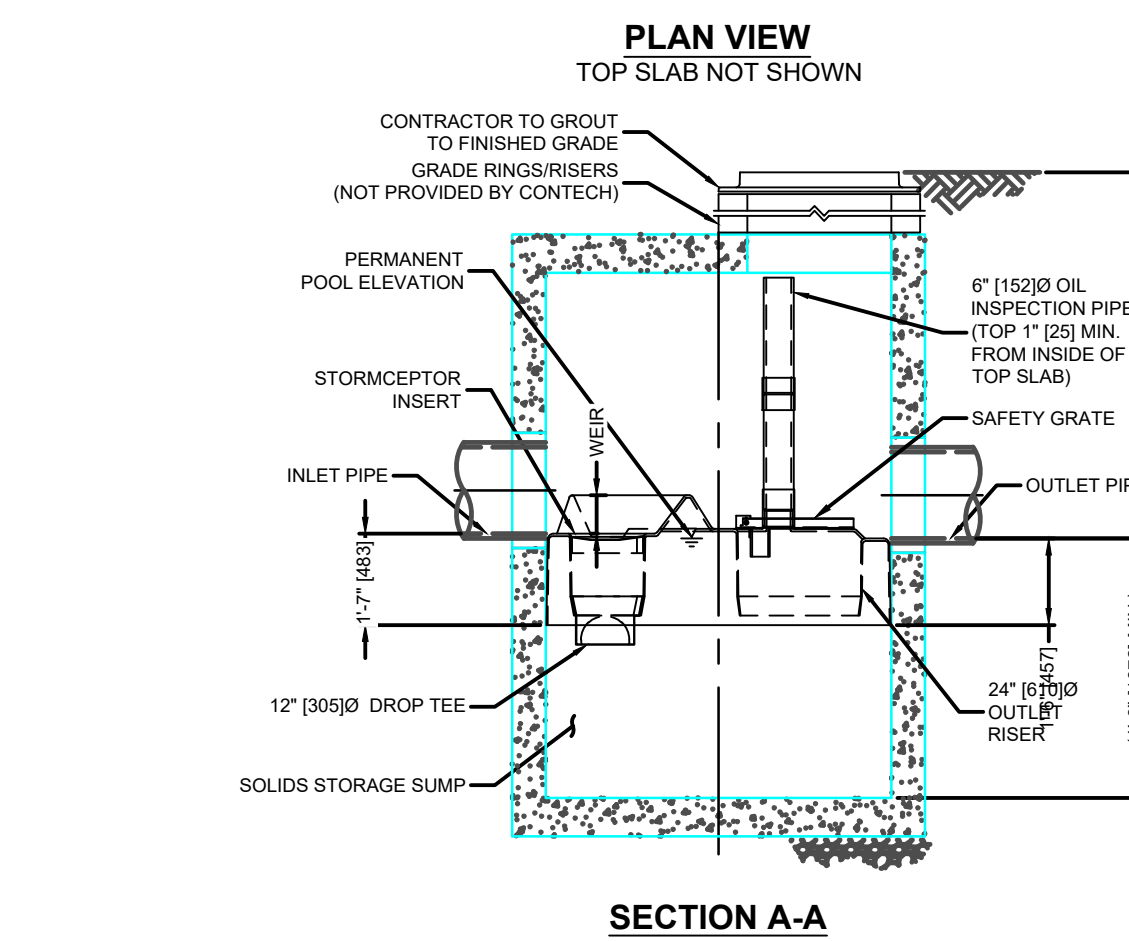 PLAN VIEW
TOP SLAB NOT SHOWN
CONTRACTOR TO GROUT
TO FINISHED GRADE
GRADE RINGS/RISERS
(NOT PROVIDED BY CONTECH)
PERMANENT
POOL ELEVATION
6" [152]Ø OIL
INSPECTION PIPE
(TOP 1" [25] MIN.
FROM INSIDE OF
TOP SLAB)
STORMCEPTOR
INSERT
WEIR
SAFETY GRATE
INLET PIPE
OUTLET PIP
1'-7" [483]
12" [305]Ø DROP TEE
24" [610]Ø
OUTLET
RISER
[457]
SOLIDS STORAGE SUMP
SECTION A-A